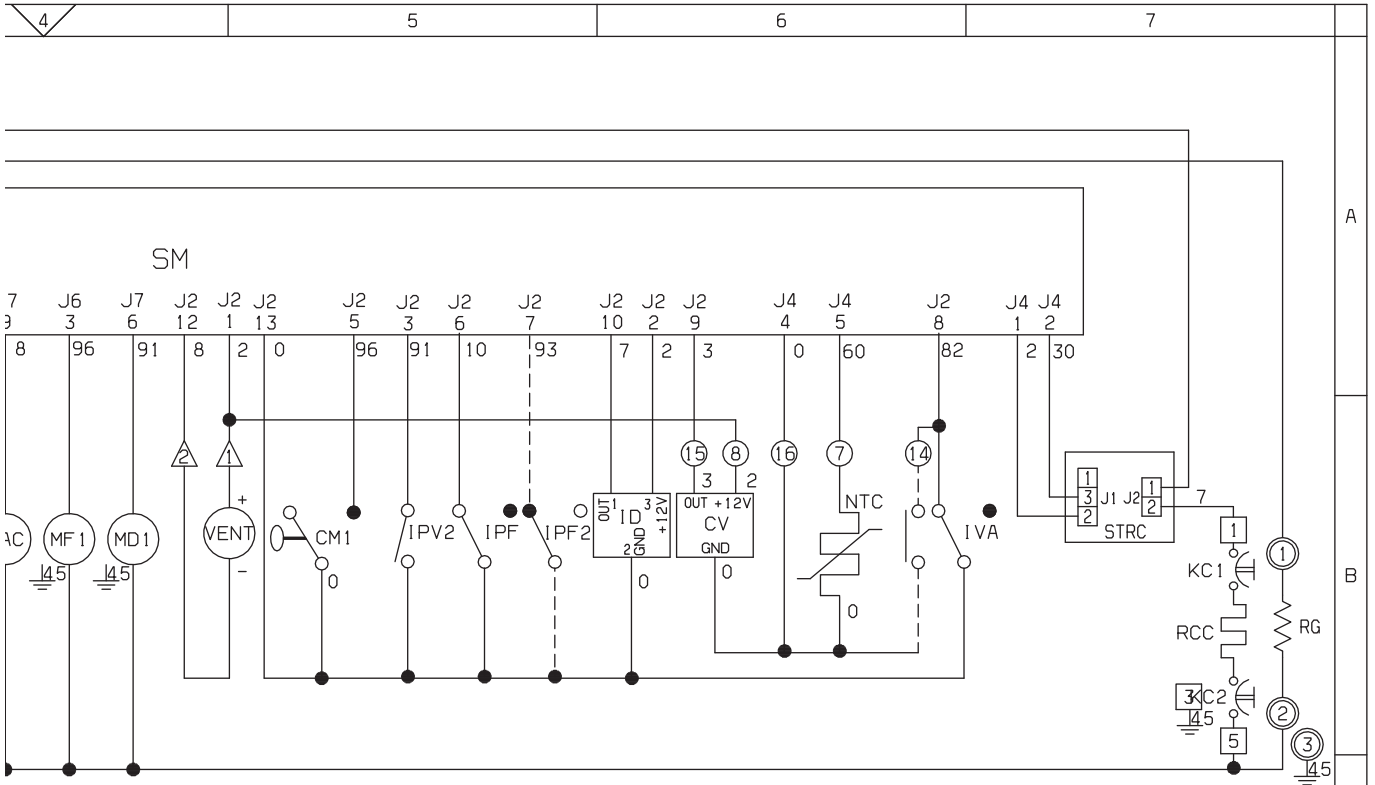 4 5 6 7
A
SM
7 J6 J7 J2 J2 J2 J2 J2 J2 J2 J2 J2 J2 J4 J4 J2 J4 J4
9 3 6 12 1 13 5 3 6 7 10 2 9 4 5 8 1 2
8 96 91 8 2 0 96 91 10 93 7 2 3 0 60 82 2 30
2 1 15 8 16 7 14
3 2
1
3 J1 J2 1
2 2
7
STRC
+
OUT 1 ID 3 +12V
2 GND
OUT +12V
CV
GND
NTC
AC MF1 MD1 VENT CM1 IPV2 IPF IPF2 IVA
-
45 45
0 0 0 0
1
KC1
1
B
RCC
RG
3 KC2
45
2
5
3
45